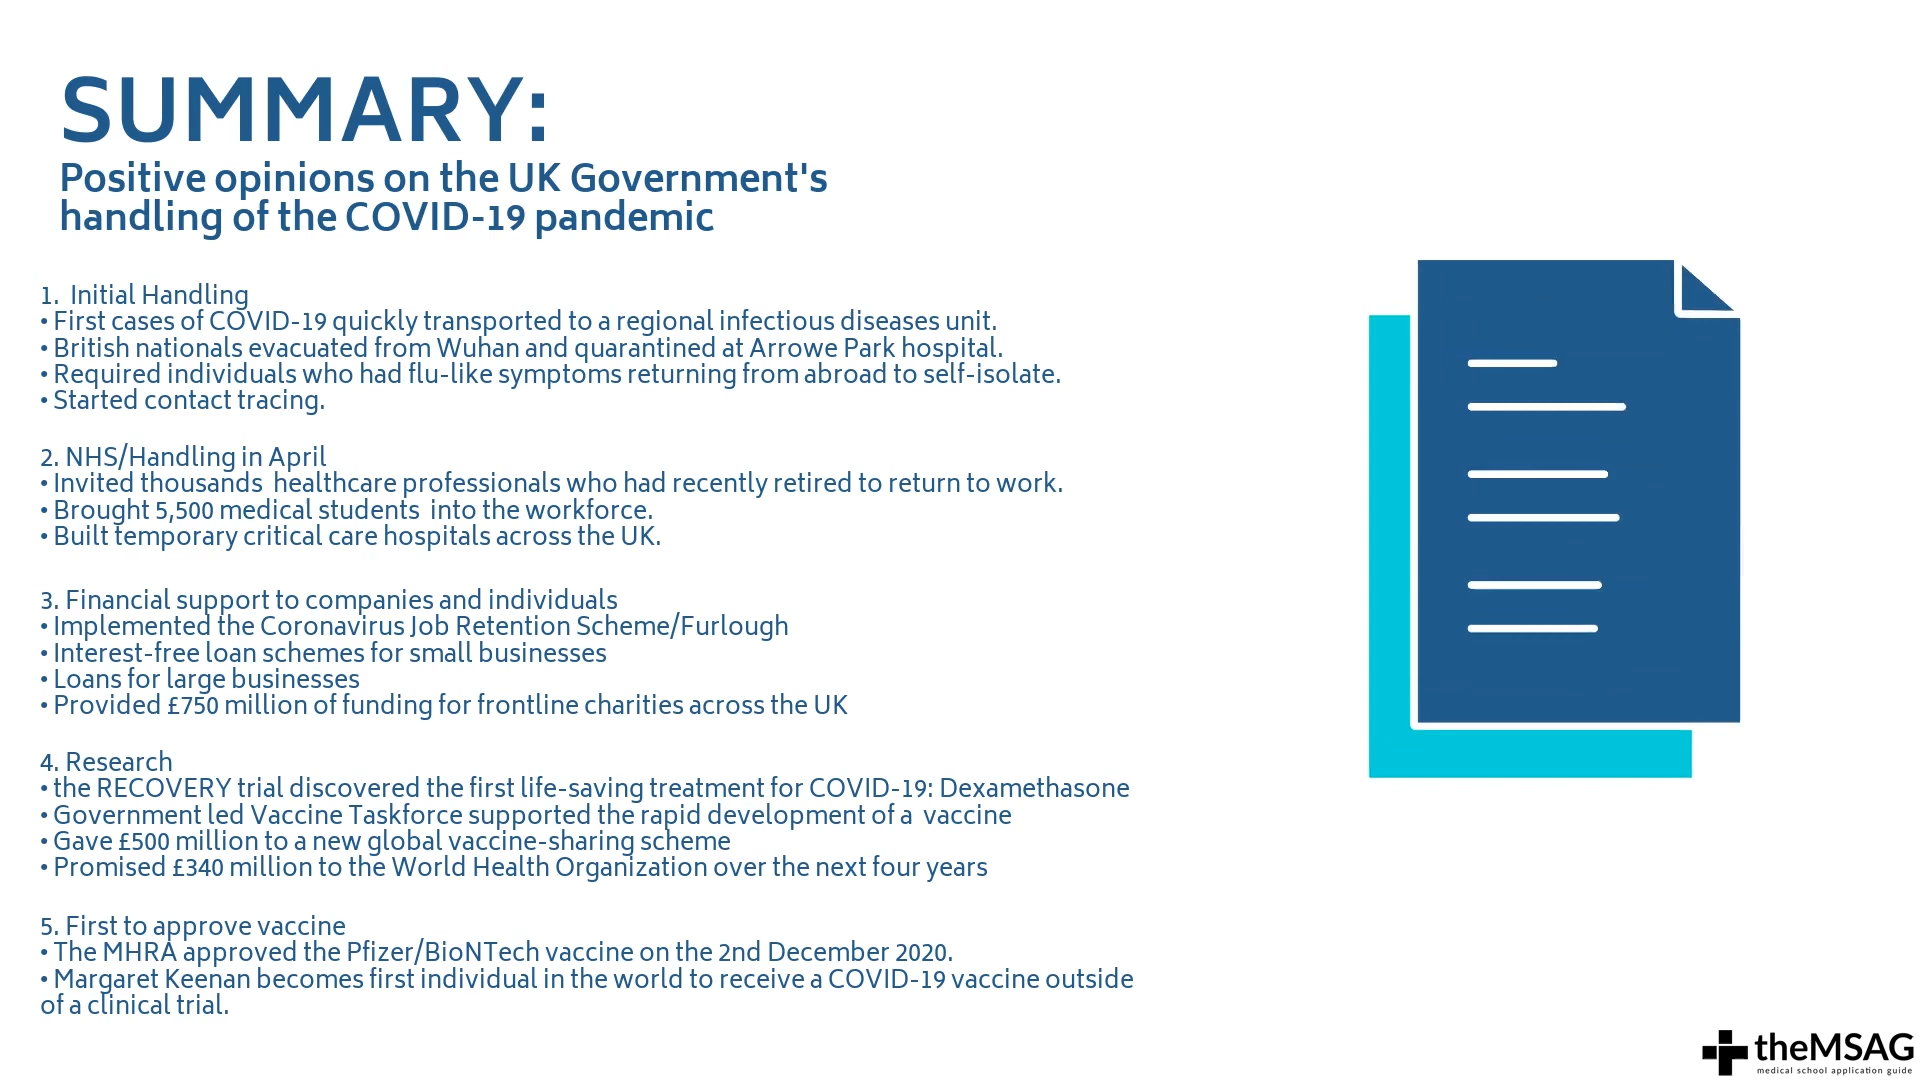 SUMMARY:
Positive opinions on the UK Government's
handling of the COVID-19 pandemic
1.  Initial Handling
• First cases of COVID-19 quickly transported to a regional infectious diseases unit.
• British nationals evacuated from Wuhan and quarantined at Arrowe Park hospital.
• Required individuals who had flu-like symptoms returning from abroad to self-isolate.
• Started contact tracing.
2. NHS/Handling in April
• Invited thousands  healthcare professionals who had recently retired to return to work.
• Brought 5,500 medical students  into the workforce.
• Built temporary critical care hospitals across the UK.
3. Financial support to companies and individuals
• Implemented the Coronavirus Job Retention Scheme/Furlough
• Interest-free loan schemes for small businesses
• Loans for large businesses
• Provided £750 million of funding for frontline charities across the UK
4. Research
• the RECOVERY trial discovered the first life-saving treatment for COVID-19: Dexamethasone
• Government led Vaccine Taskforce supported the rapid development of a  vaccine
• Gave £500 million to a new global vaccine-sharing scheme
• Promised £340 million to the World Health Organization over the next four years
5. First to approve vaccine
• The MHRA approved the Pfizer/BioNTech vaccine on the 2nd December 2020.
• Margaret Keenan becomes first individual in the world to receive a COVID-19 vaccine outside
of a clinical trial.
theMSAG
medical school application guide